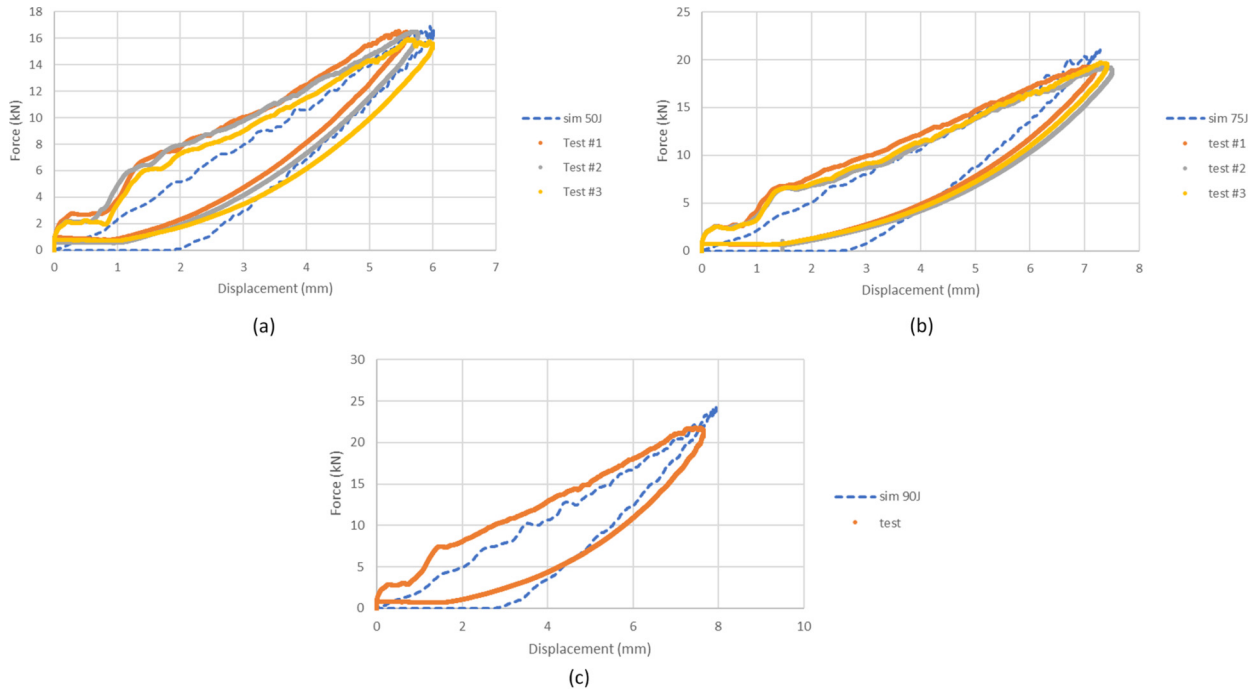 18
16
14
12
10
8
6
4
2
0
Force (kN)
0 1 2 3 4 5 6 7
Displacement (mm)
sim 50J
Test #1
Test #2
Test #3
(a)
25
20
15
10
5
0
Force (kN)
0 1 2 3 4 5 6 7 8
Displacement (mm)
sim 75J
test #1
test #2
test #3
(b)
30
25
20
15
10
5
0
Force (kN)
0 2 4 6 8 10
Displacement (mm)
sim 90J
test
(c)